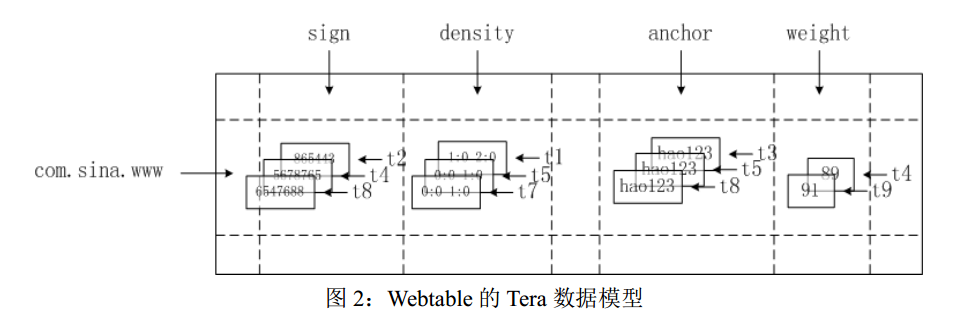 sign density anchor weight
865443 t2 1:0 2:0 t1 hao123 t3
5678765 t4 0:0 1:0 t5 hao123 t5 89 t4
com.sina.www 6547688 t8 0:0 1:0 t7 hao123 t8 91 t9
图 2：Webtable 的 Tera 数据模型